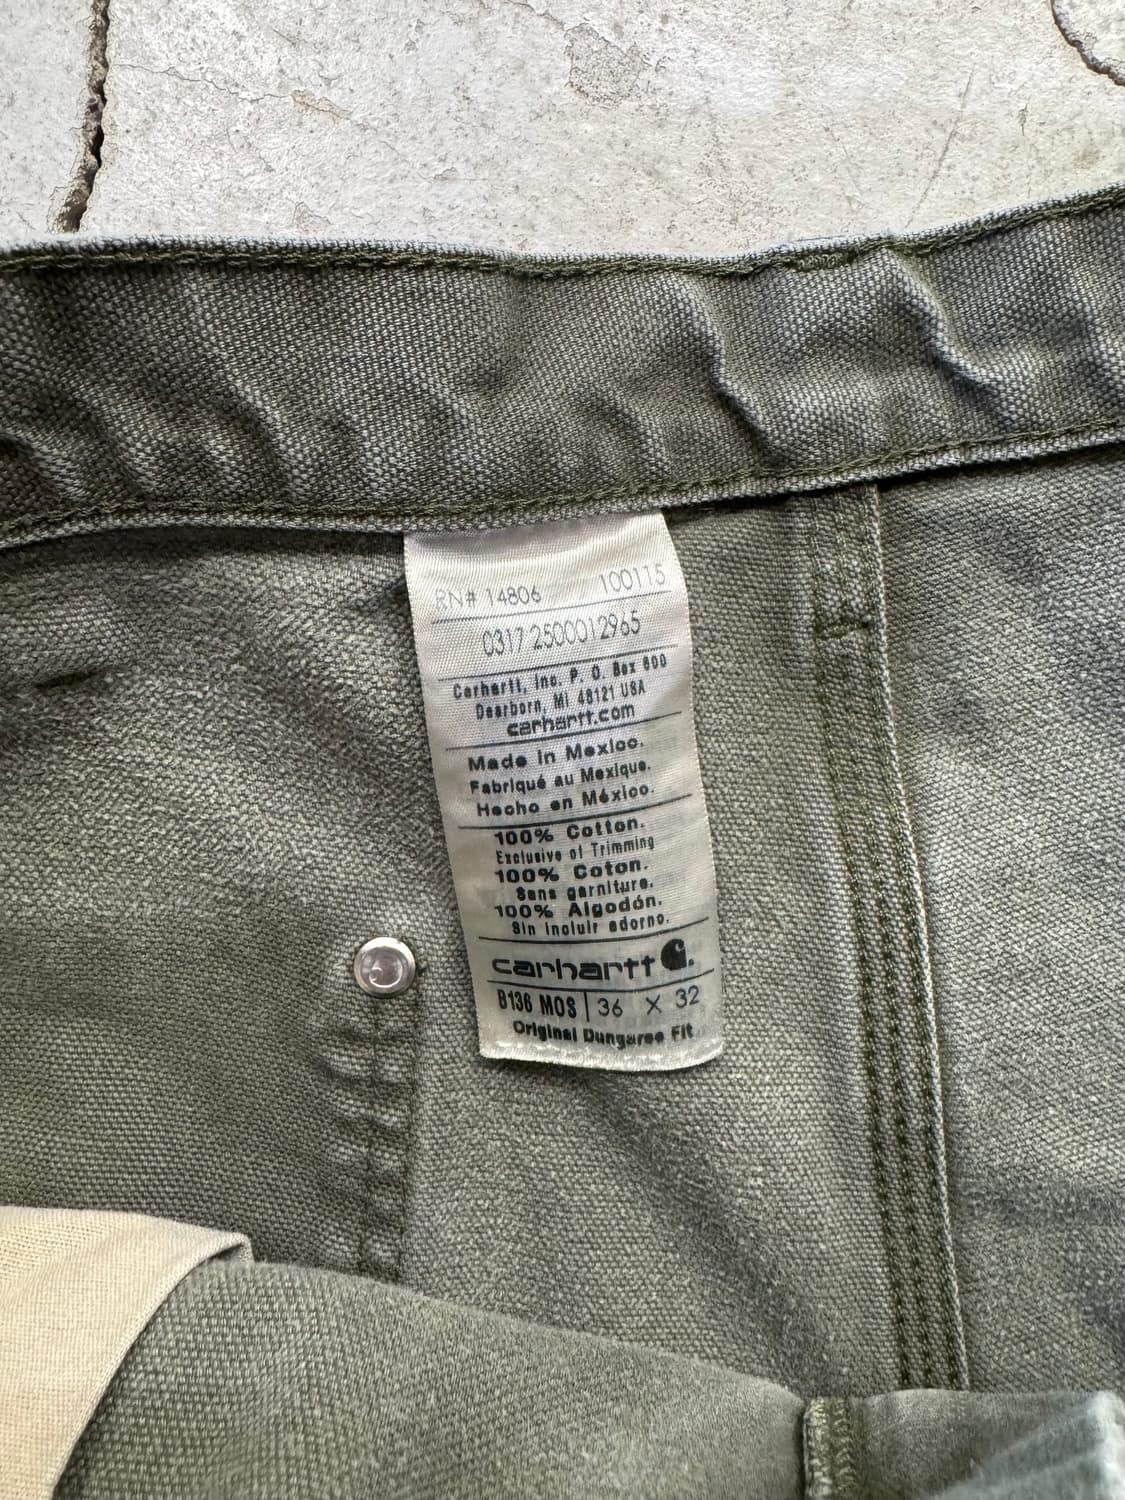 RN# 14806 100115
0317 2500012965
Carhartt, Inc. P. O. Box 600
Dearborn, MI 48121 USA
carhartt.com
Made in Mexico.
Fabriqué au Mexique.
Hecho en México.
100% Cotton.
Exclusive of Trimming
100% Coton.
Sans garniture.
100% Algodón.
Sin incluir adorno.
carhartt
B136 MOS | 36 X 32
Original Dungaree Fit